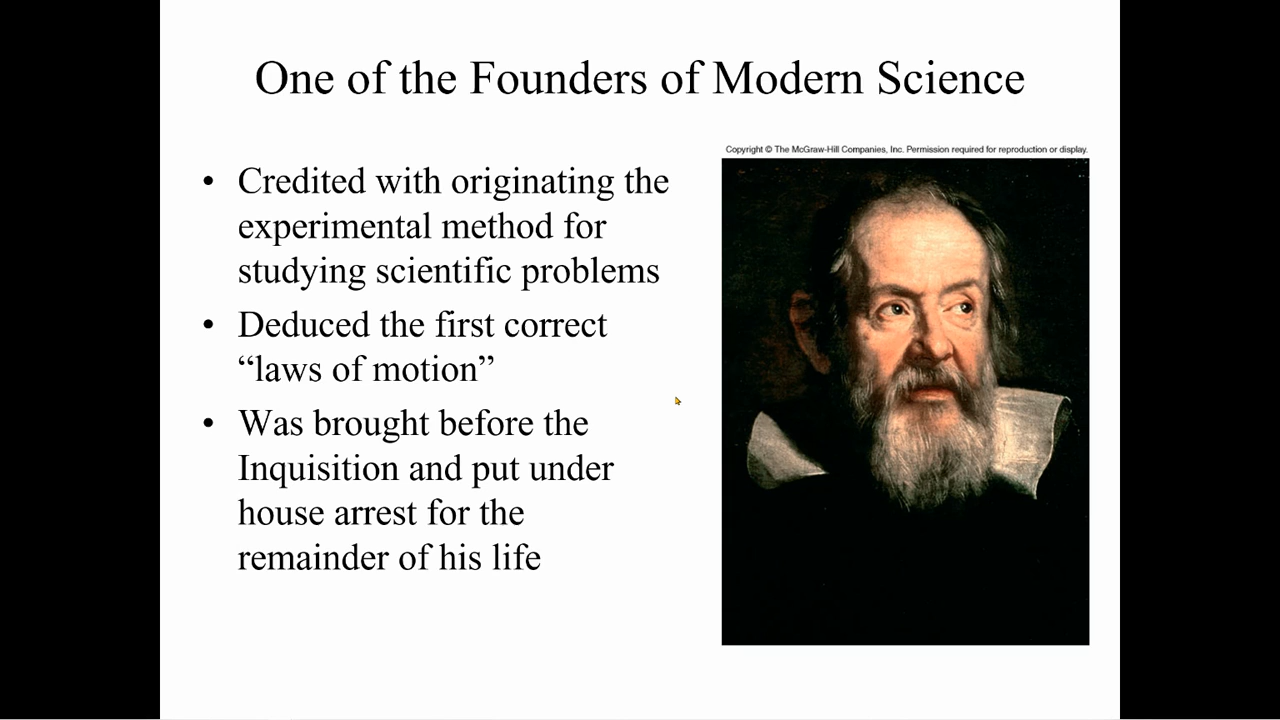 One of the Founders of Modern Science
Copyright © The McGraw-Hill Companies, Inc. Permission required for reproduction or display.
• Credited with originating the
experimental method for
studying scientific problems
• Deduced the first correct
“laws of motion”
• Was brought before the
Inquisition and put under
house arrest for the
remainder of his life